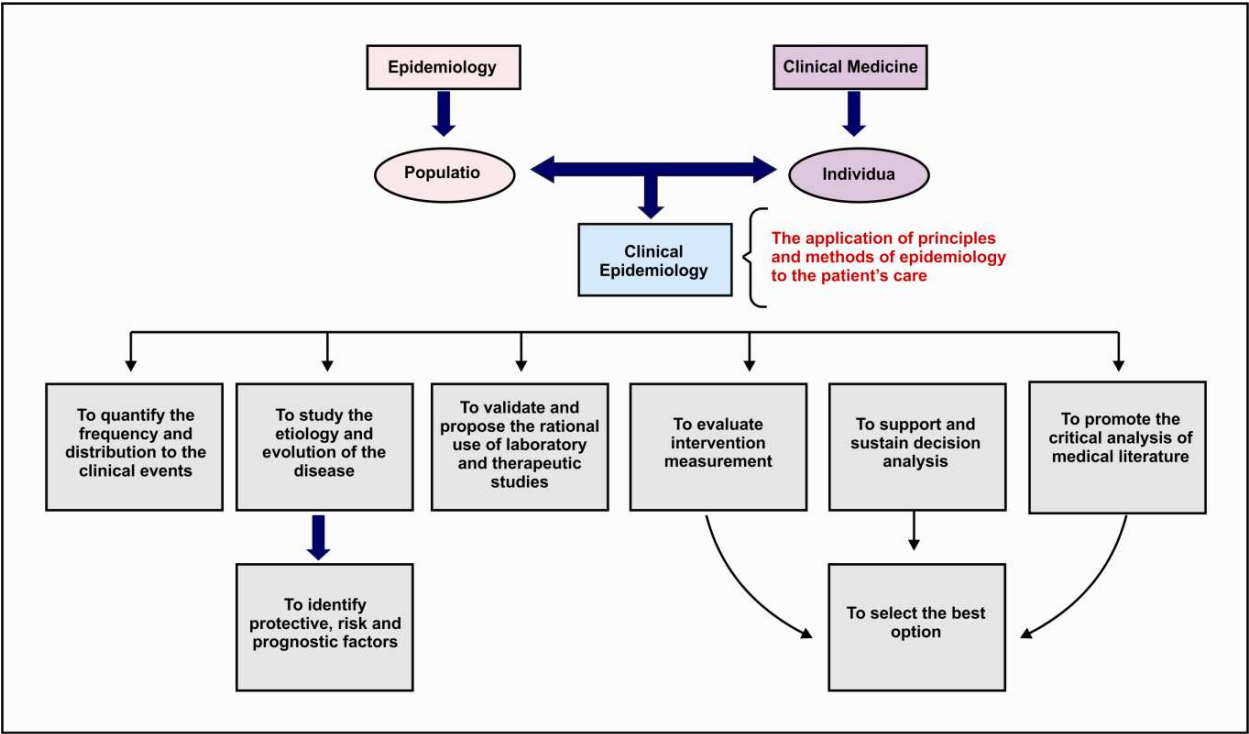 Epidemiology
Clinical Medicine
Populatio
Individua
Clinical
Epidemiology
The application of principles
and methods of epidemiology
to the patient’s care
To quantify the
frequency and
distribution to the
clinical events
To study the
etiology and
evolution of the
disease
To validate and
propose the rational
use of laboratory
and therapeutic
studies
To evaluate
intervention
measurement
To support and
sustain decision
analysis
To promote the
critical analysis of
medical literature
To identify
protective, risk and
prognostic factors
To select the best
option